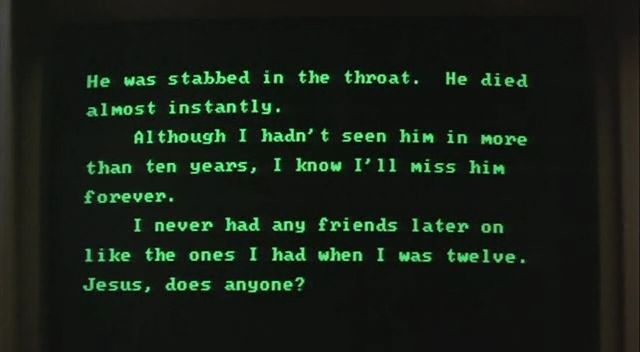 He was stabbed in the throat.  He died
almost instantly.
Although I hadn't seen him in more
than ten years, I know I'll miss him
forever.
I never had any friends later on
like the ones I had when I was twelve.
Jesus, does anyone?